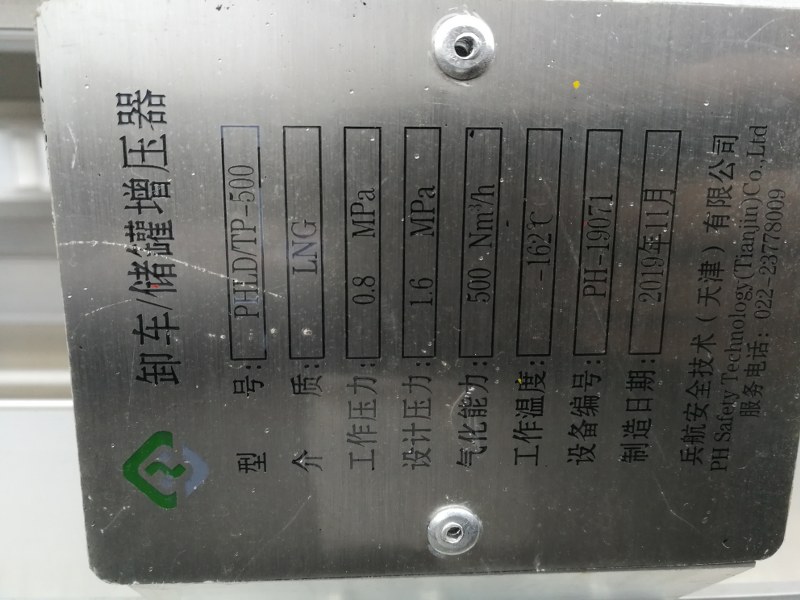 卸车/储罐增压器
型 号: PHLD/TP-500
介 质: LNG
工作压力: 0.8 MPa
设计压力: 1.6 MPa
气化能力: 500 Nm³/h
工作温度: -162℃
设备编号: PH-19071
制造日期: 2019年11月
兵航安全技术(天津)有限公司
PH Safety Technology(Tianjin)Co.,Ltd
服务电话: 022-23778009